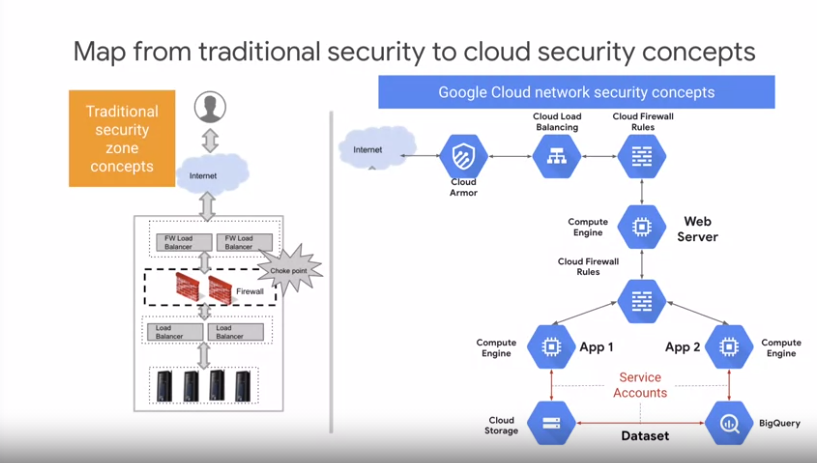 Map from traditional security to cloud security concepts
Traditional
security
zone
concepts
Internet
FW Load
Balancer
FW Load
Balancer
Choke point
Firewall
Load
Balancer
Load
Balancer
Google Cloud network security concepts
Internet
Cloud
Armor
Cloud Load
Balancing
Cloud Firewall
Rules
Compute
Engine
Web
Server
Cloud Firewall
Rules
Compute
Engine
App 1
App 2
Compute
Engine
Service
Accounts
Cloud
Storage
Dataset
BigQuery